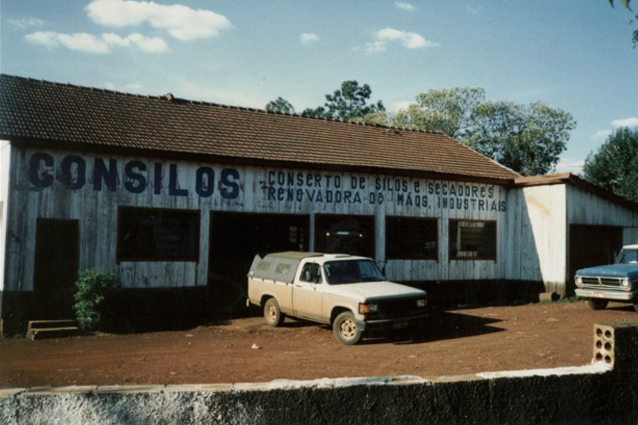 CONSILOS
CONSERTO DE SILOS E SECADORES
RENOVADORA DE MÁQS. INDUSTRIAIS